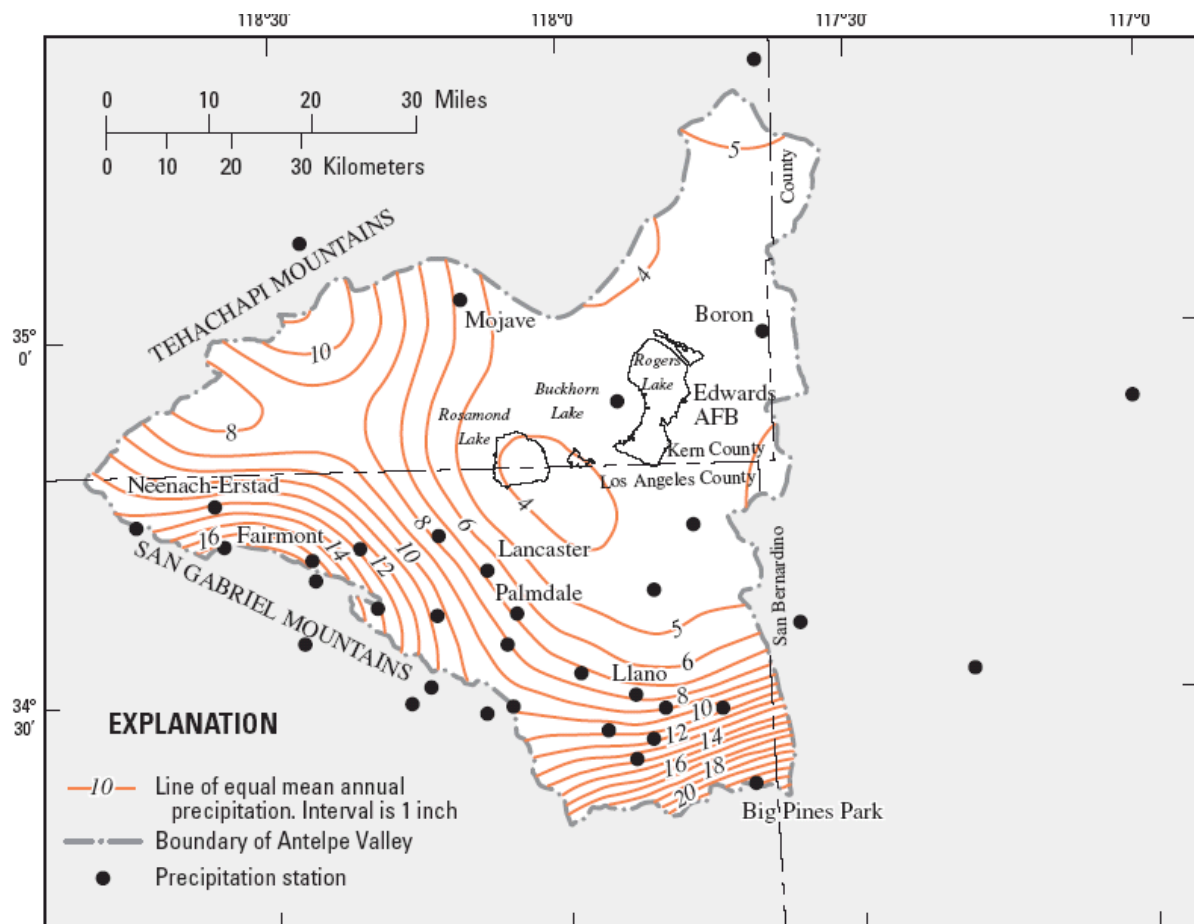 118°30'
118°0
117°30'
117°0
0 10 20 30 Miles
0 10 20 30 Kilometers
5
County
TEHACHAPI MOUNTAINS
4
Mojave
Boron
35°
0'
10
Rogers
Lake
Buckhorn
Lake
Edwards
AFB
Rosamond
Lake
8
Kern County
Los Angeles County
Neenach-Erstad
4
8
6
16
Fairmont
14
12
10
Lancaster
SAN GABRIEL MOUNTAINS
Palmdale
San Bernardino
5
6
Llano
8
10
12
14
16
18
20
34°
30'
Big Pines Park
EXPLANATION
10
Line of equal mean annual
precipitation. Interval is 1 inch
Boundary of Antelpe Valley
Precipitation station